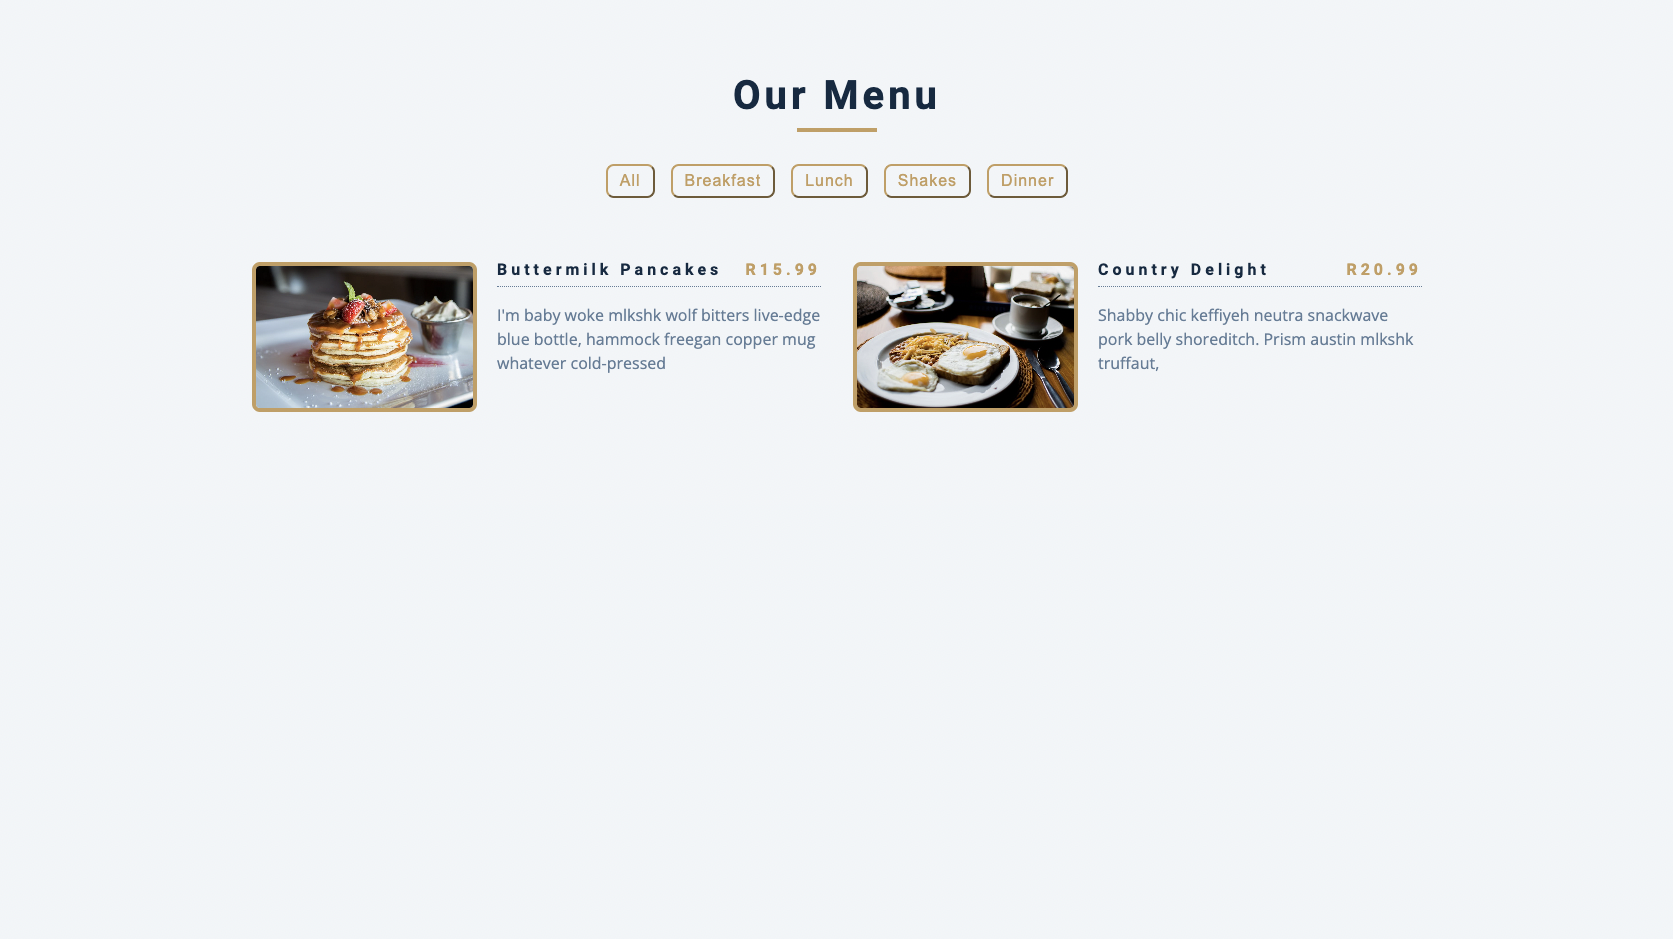 Our Menu
All Breakfast Lunch Shakes Dinner
Buttermilk Pancakes R15.99
I'm baby woke mlkshk wolf bitters live-edge
blue bottle, hammock freegan copper mug
whatever cold-pressed
Country Delight R20.99
Shabby chic keffiyeh neutra snackwave
pork belly shoreditch. Prism austin mlkshk
truffaut,